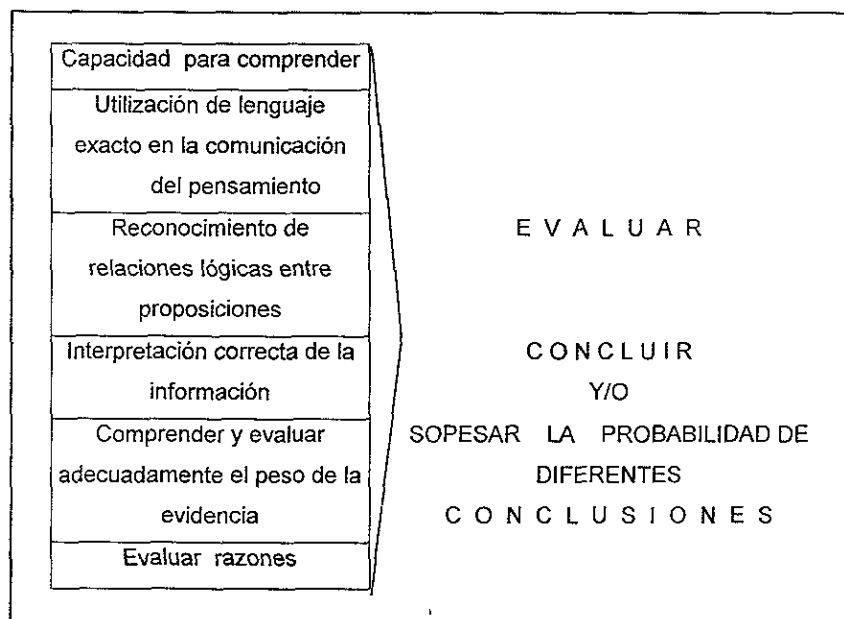 Capacidad para comprender
Utilización de lenguaje
exacto en la comunicación
del pensamiento
Reconocimiento de
relaciones lógicas entre
proposiciones
Interpretación correcta de la
información
Comprender y evaluar
adecuadamente el peso de la
evidencia
Evaluar razones
E V A L U A R
C O N C L U I R
Y/O
SOPESAR LA PROBABILIDAD DE
DIFERENTES
C O N C L U S I O N E S